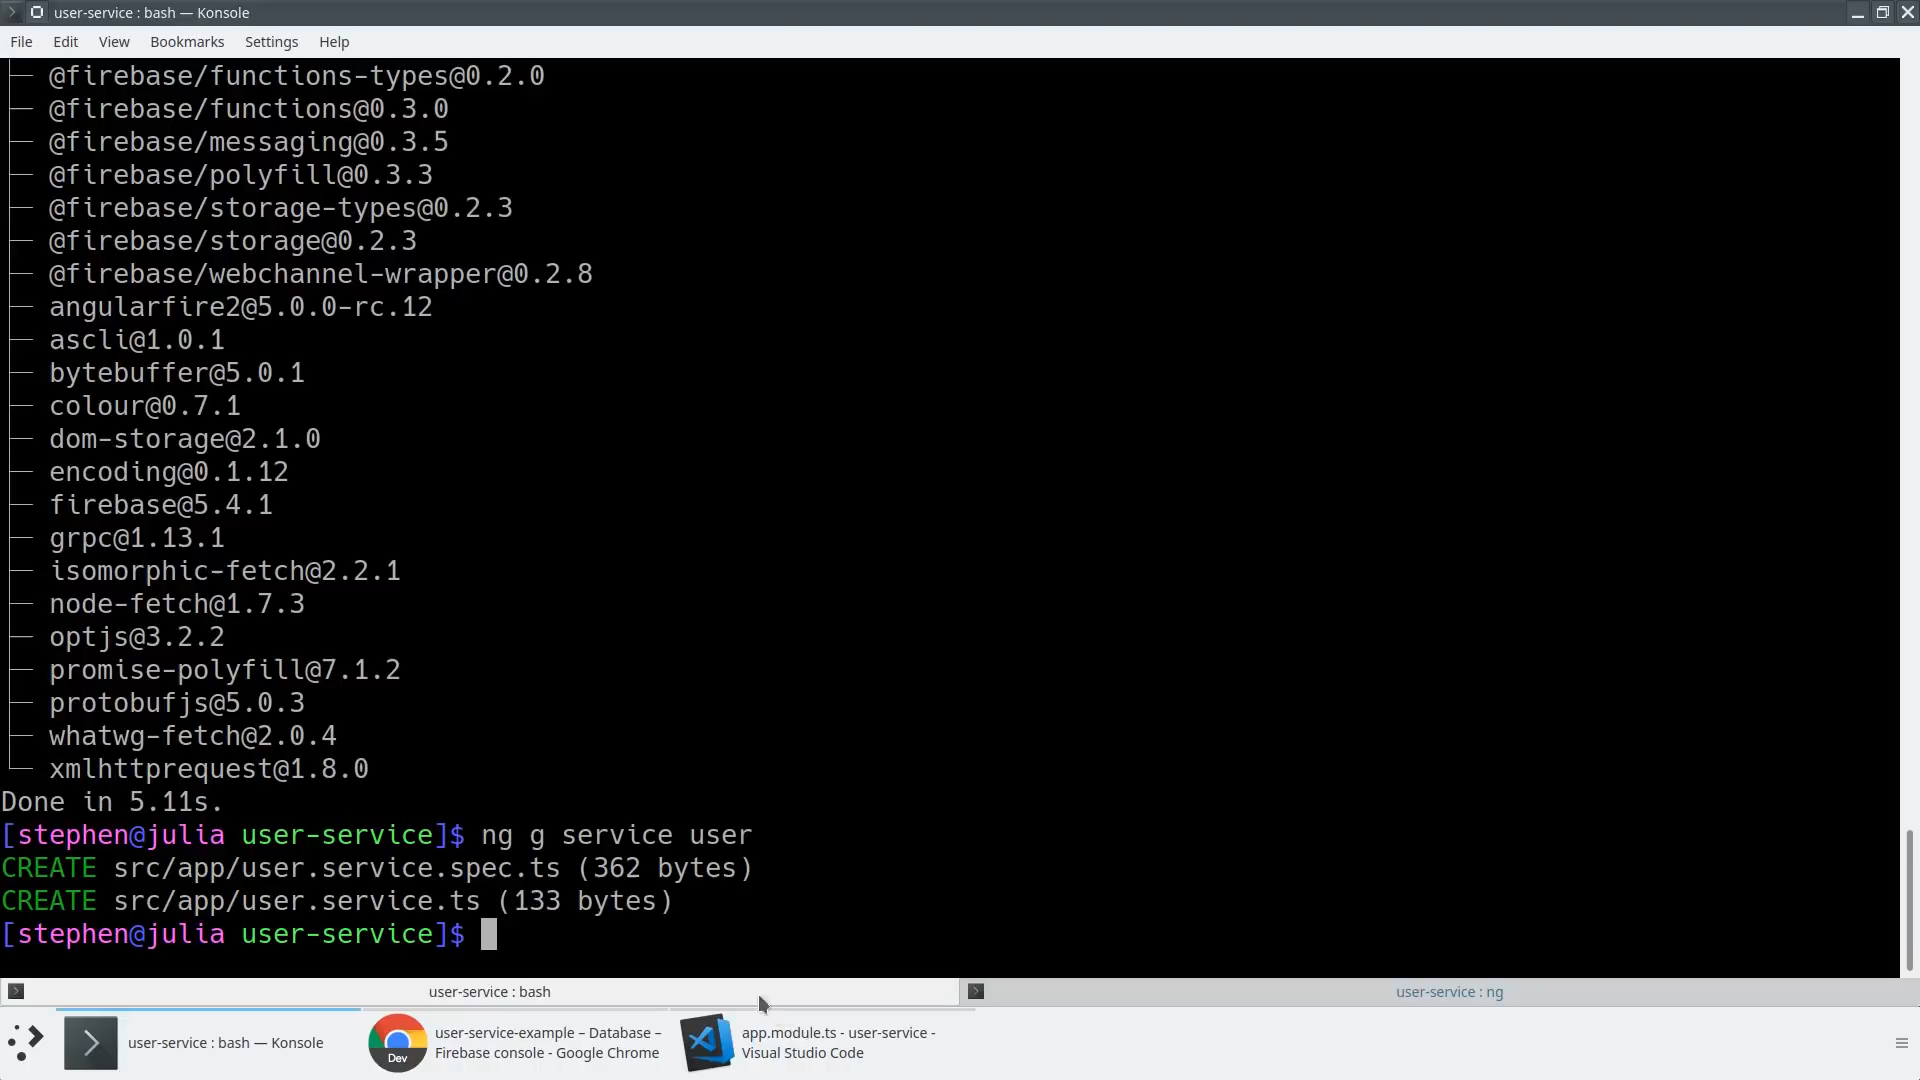 user-service : bash — Konsole
File Edit View Bookmarks Settings Help
@firebase/functions-types@0.2.0
@firebase/functions@0.3.0
@firebase/messaging@0.3.5
@firebase/polyfill@0.3.3
@firebase/storage-types@0.2.3
@firebase/storage@0.2.3
@firebase/webchannel-wrapper@0.2.8
angularfire2@5.0.0-rc.12
ascli@1.0.1
bytebuffer@5.0.1
colour@0.7.1
dom-storage@2.1.0
encoding@0.1.12
firebase@5.4.1
grpc@1.13.1
isomorphic-fetch@2.2.1
node-fetch@1.7.3
optjs@3.2.2
promise-polyfill@7.1.2
protobufjs@5.0.3
whatwg-fetch@2.0.4
xmlhttprequest@1.8.0
Done in 5.11s.
[stephen@julia user-service]$ ng g service user
CREATE src/app/user.service.spec.ts (362 bytes)
CREATE src/app/user.service.ts (133 bytes)
[stephen@julia user-service]$
user-service : bash
user-service : ng
user-service : bash — Konsole
Dev
user-service-example – Database –
Firebase console - Google Chrome
app.module.ts - user-service -
Visual Studio Code